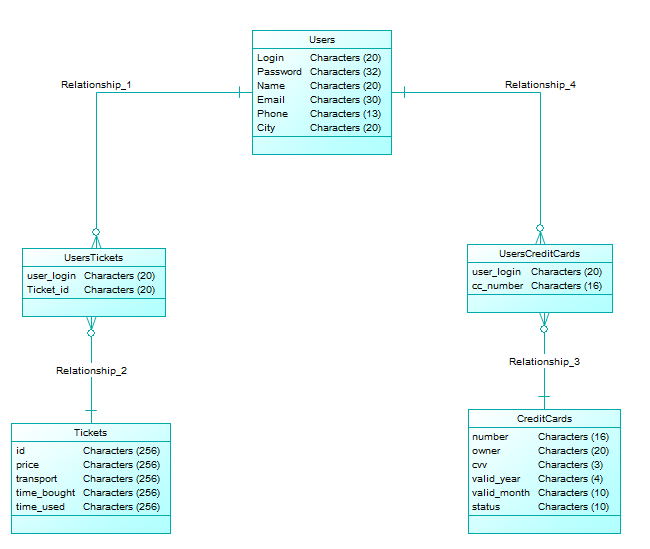 Users
Login Characters (20)
Password Characters (32)
Name Characters (20)
Email Characters (30)
Phone Characters (13)
City Characters (20)
Relationship_1
Relationship_4
UsersTickets
user_login Characters (20)
Ticket_id Characters (20)
UsersCreditCards
user_login Characters (20)
cc_number Characters (16)
Relationship_2
Relationship_3
Tickets
id Characters (256)
price Characters (256)
transport Characters (256)
time_bought Characters (256)
time_used Characters (256)
CreditCards
number Characters (16)
owner Characters (20)
cvv Characters (3)
valid_year Characters (4)
valid_month Characters (10)
status Characters (10)